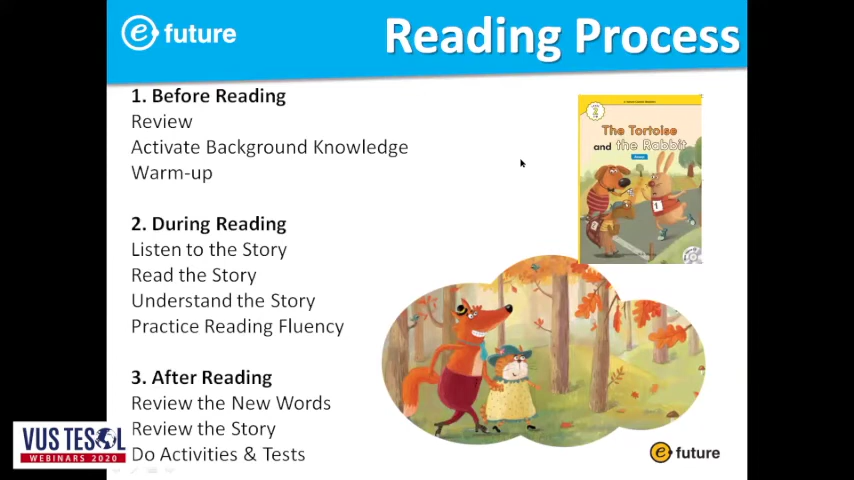 e future
Reading Process
1. Before Reading
Review
Activate Background Knowledge
Warm-up
The Tortoise
and the Rabbit
1
2. During Reading
Listen to the Story
Read the Story
Understand the Story
Practice Reading Fluency
3. After Reading
Review the New Words
Review the Story
Do Activities & Tests
VUS TESOL
WEBINARS 2020
e future